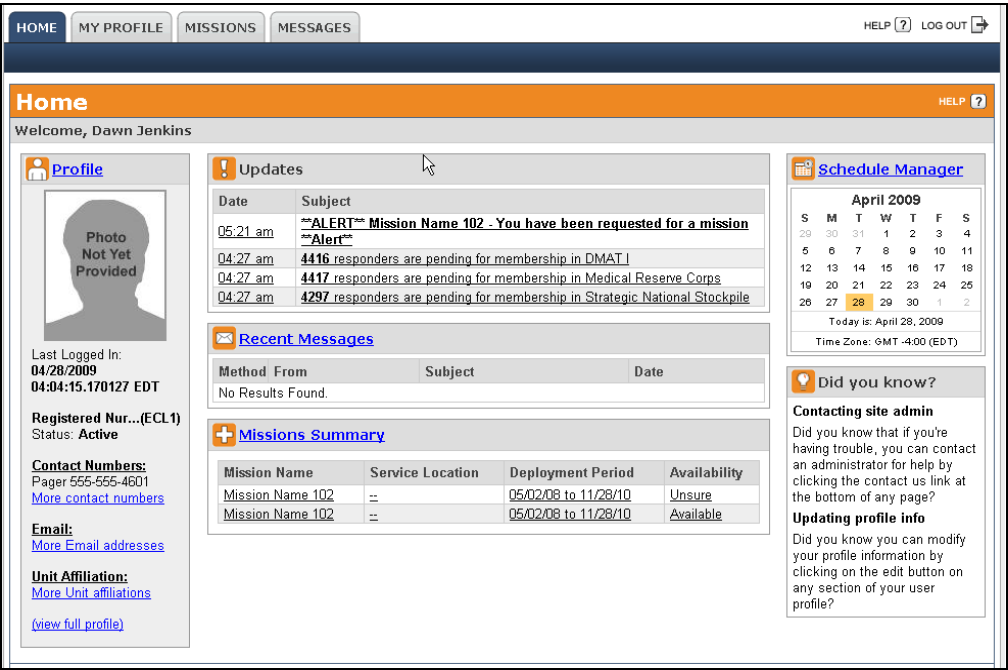 HOME MY PROFILE MISSIONS MESSAGES HELP ? LOG OUT
Home HELP ?
Welcome, Dawn Jenkins
Profile
Photo
Not Yet
Provided
Last Logged In:
04/28/2009
04:04:15.170127 EDT
Registered Nur...(ECL1)
Status: Active
Contact Numbers:
Pager 555-555-4601
More contact numbers
Email:
More Email addresses
Unit Affiliation:
More Unit affiliations
(view full profile)
! Updates
Date Subject
05:21 am **ALERT** Mission Name 102 - You have been requested for a mission
**Alert**
04:27 am 4416 responders are pending for membership in DMAT I
04:27 am 4417 responders are pending for membership in Medical Reserve Corps
04:27 am 4297 responders are pending for membership in Strategic National Stockpile
Recent Messages
Method From Subject Date
No Results Found.
Missions Summary
Mission Name Service Location Deployment Period Availability
Mission Name 102 -- 05/02/08 to 11/28/10 Unsure
Mission Name 102 -- 05/02/08 to 11/28/10 Available
Schedule Manager
April 2009
S M T W T F S
29 30 31 1 2 3 4
5 6 7 8 9 10 11
12 13 14 15 16 17 18
19 20 21 22 23 24 25
26 27 28 29 30 1 2
Today is: April 28, 2009
Time Zone: GMT -4:00 (EDT)
Did you know?
Contacting site admin
Did you know that if you're
having trouble, you can contact
an administrator for help by
clicking the contact us link at
the bottom of any page?
Updating profile info
Did you know you can modify
your profile information by
clicking on the edit button on
any section of your user
profile?